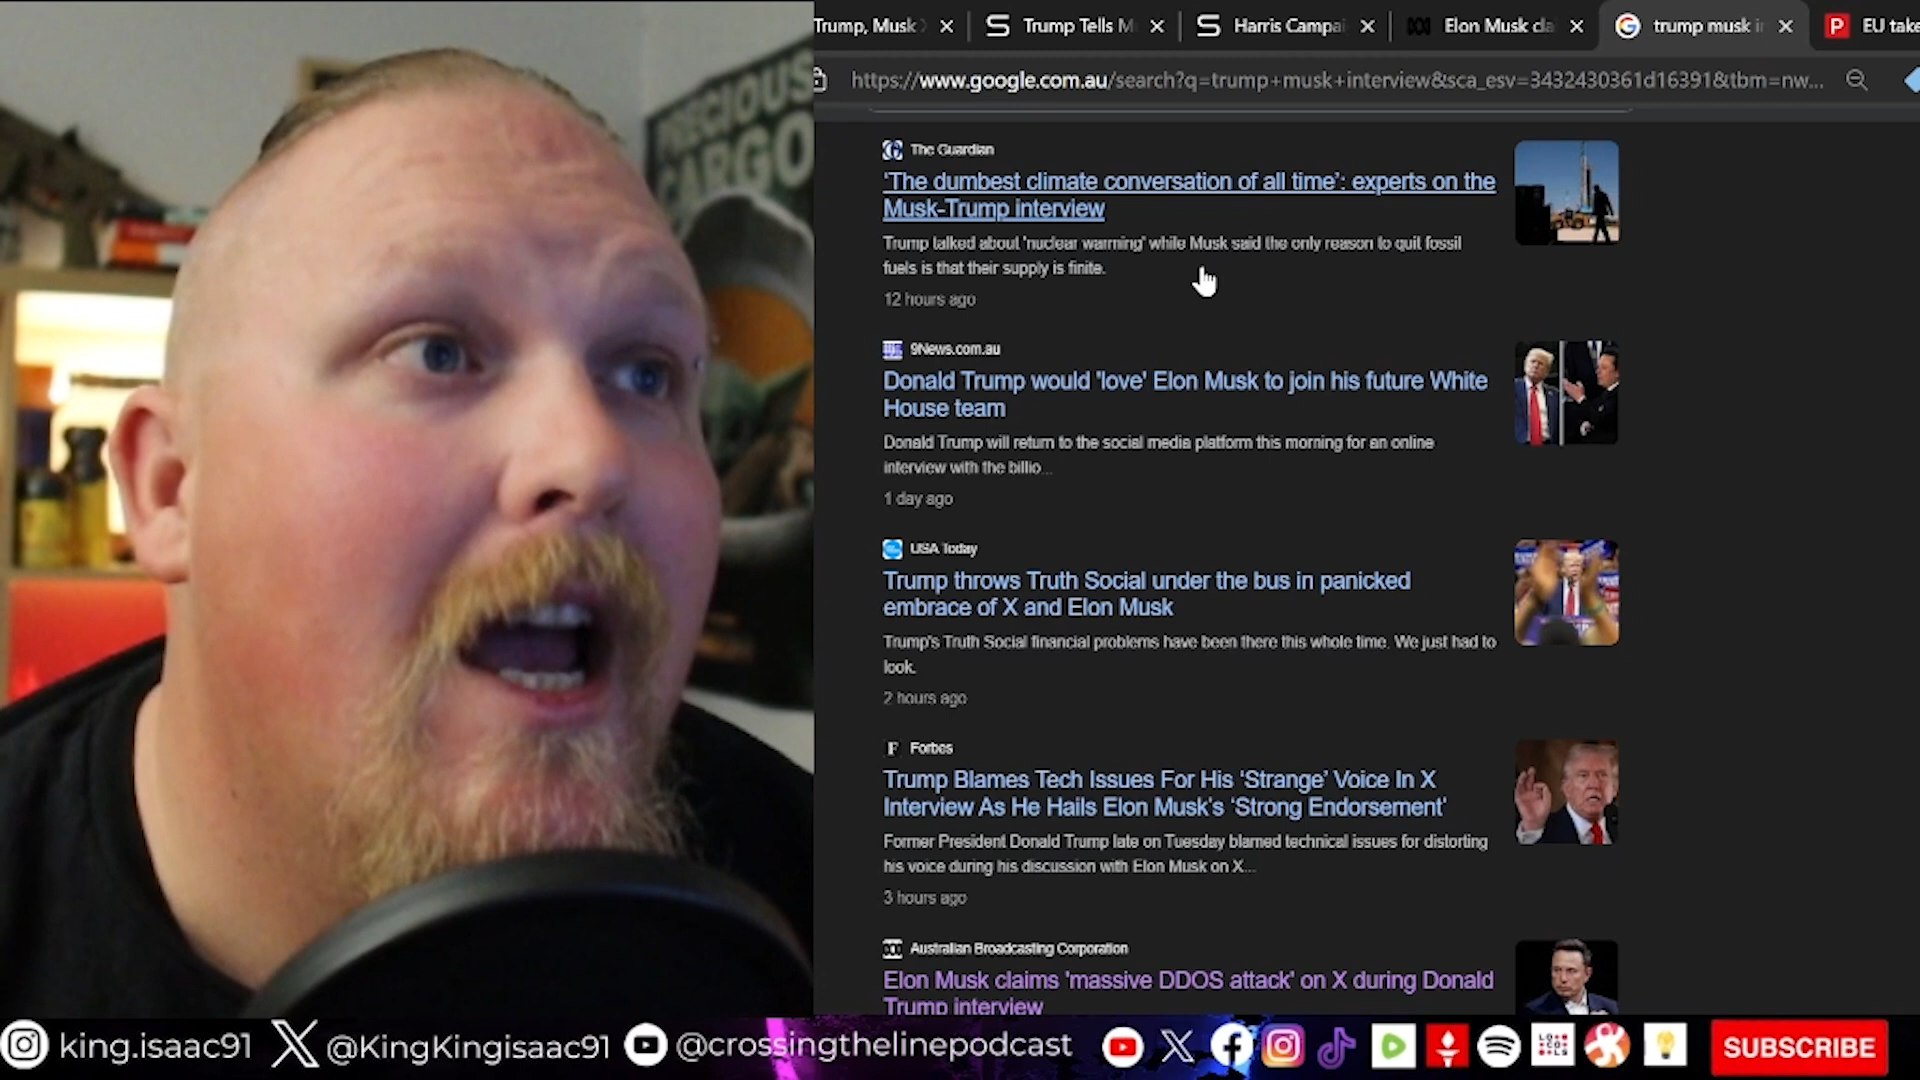 PRECIOUS
CARGO
Trump, Musk
Trump Tells M
Harris Campai
Elon Musk cla
trump musk i
EU take
https://www.google.com.au/search?q=trump+musk+interview&sca_esv=3432430361d16391&tbm=nw...
The Guardian
‘The dumbest climate conversation of all time’: experts on the
Musk-Trump interview
Trump talked about 'nuclear warming' while Musk said the only reason to quit fossil
fuels is that their supply is finite.
12 hours ago
9News.com.au
Donald Trump would 'love' Elon Musk to join his future White
House team
Donald Trump will return to the social media platform this morning for an online
interview with the billio...
1 day ago
USA Today
Trump throws Truth Social under the bus in panicked
embrace of X and Elon Musk
Trump's Truth Social financial problems have been there this whole time. We just had to
look.
2 hours ago
Forbes
Trump Blames Tech Issues For His ‘Strange’ Voice In X
Interview As He Hails Elon Musk’s ‘Strong Endorsement’
Former President Donald Trump late on Tuesday blamed technical issues for distorting
his voice during his discussion with Elon Musk on X...
3 hours ago
Australian Broadcasting Corporation
Elon Musk claims 'massive DDOS attack' on X during Donald
Trump interview
king.isaac91 @KingKingisaac91 @crossingthelinepodcast SUBSCRIBE